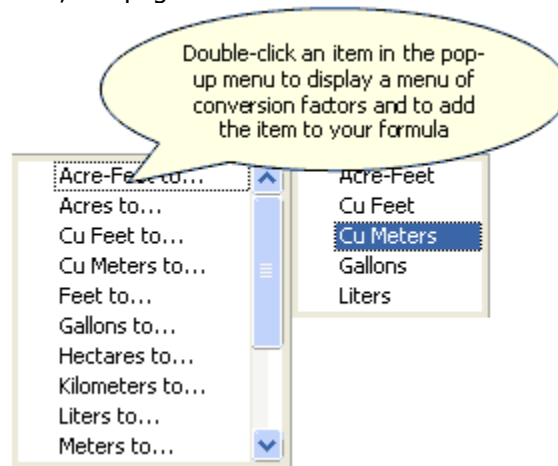 Double-click an item in the pop-
up menu to display a menu of
conversion factors and to add
the item to your formula
Acre-Feet to...
Acres to...
Cu Feet to...
Cu Meters to...
Feet to...
Gallons to...
Hectares to...
Kilometers to...
Liters to...
Meters to...
Acre-Feet
Cu Feet
Cu Meters
Gallons
Liters